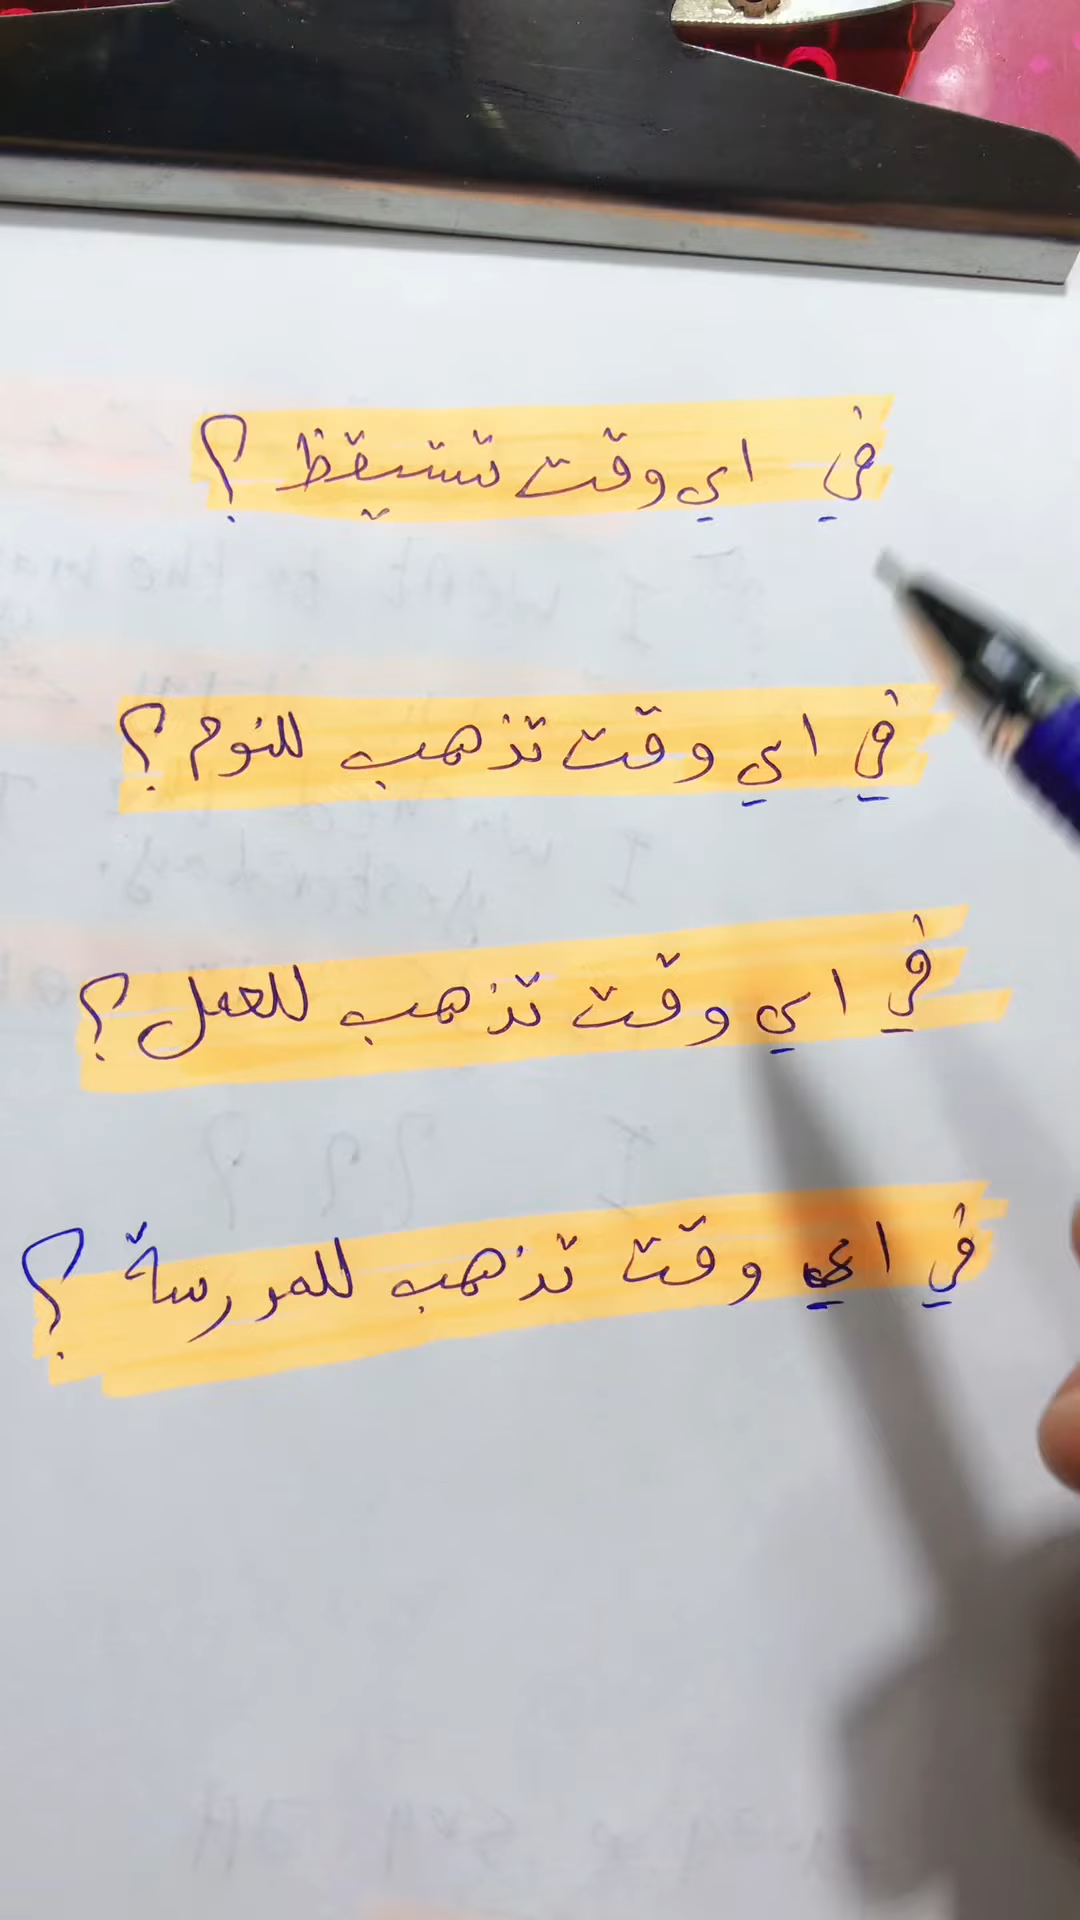 في اي وقت تستيقظ ؟
في اي وقت تذهب للنوم ؟
في اي وقت تذهب للعمل ؟
في اي وقت تذهب للمدرسة ؟